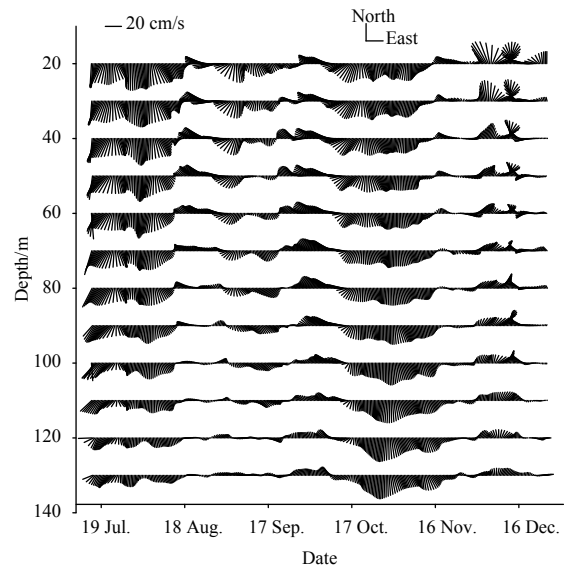 20 cm/s
North
East
20
40
60
80
100
120
140
Depth/m
19 Jul.
18 Aug.
17 Sep.
17 Oct.
16 Nov.
16 Dec.
Date